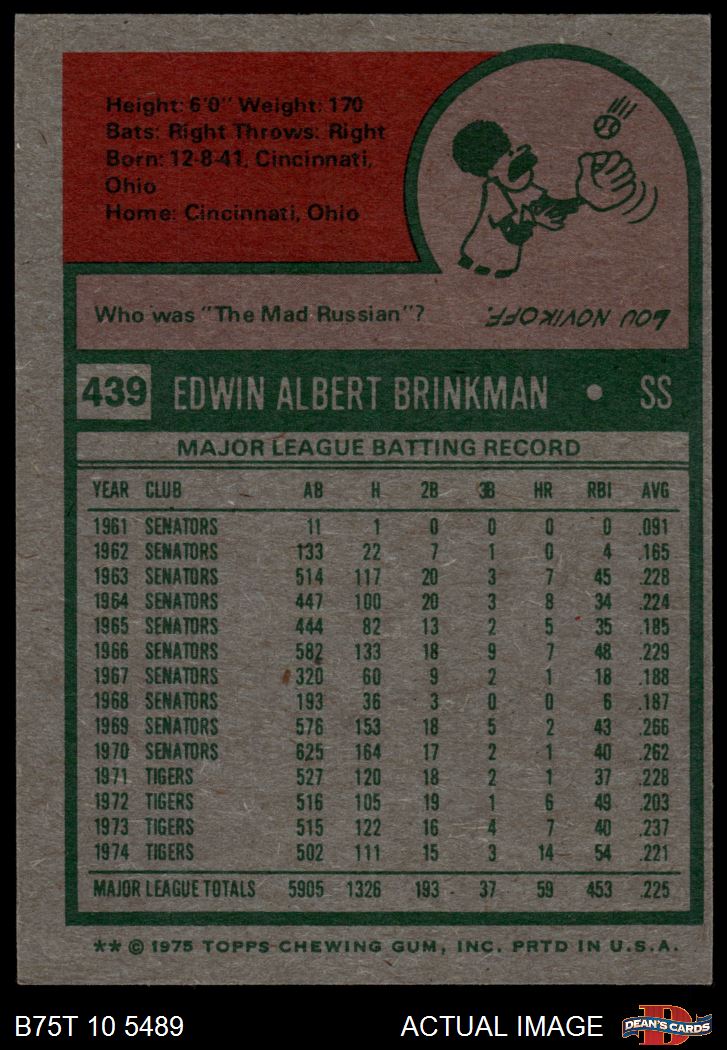 Height: 6'0" Weight: 170
Bats: Right Throws: Right
Born: 12-8-41, Cincinnati,
Ohio
Home: Cincinnati, Ohio
Who was "The Mad Russian"?
LOU NOVIKOFF.
439 EDWIN ALBERT BRINKMAN • SS
MAJOR LEAGUE BATTING RECORD
YEAR CLUB AB H 2B 3B HR RBI AVG
1961 SENATORS 11 1 0 0 0 0 .091
1962 SENATORS 133 22 7 1 0 4 .165
1963 SENATORS 514 117 20 3 7 45 .228
1964 SENATORS 447 100 20 3 8 34 .224
1965 SENATORS 444 82 13 2 5 35 .185
1966 SENATORS 582 133 18 9 7 48 .229
1967 SENATORS 320 60 9 2 1 18 .188
1968 SENATORS 193 36 3 0 0 6 .187
1969 SENATORS 576 153 18 5 2 43 .266
1970 SENATORS 625 164 17 2 1 40 .262
1971 TIGERS 527 120 18 2 1 37 .228
1972 TIGERS 516 105 19 1 6 49 .203
1973 TIGERS 515 122 16 4 7 40 .237
1974 TIGERS 502 111 15 3 14 54 .221
MAJOR LEAGUE TOTALS 5905 1326 193 37 59 453 .225
** © 1975 TOPPS CHEWING GUM, INC. PRTD IN U.S.A.
B75T 10 5489 ACTUAL IMAGE D DEAN'S CARDS